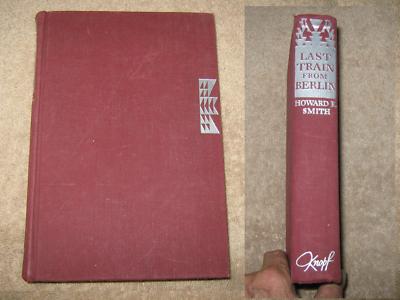 LAST
TRAIN
FROM
BERLIN
HOWARD K.
SMITH
Knopf